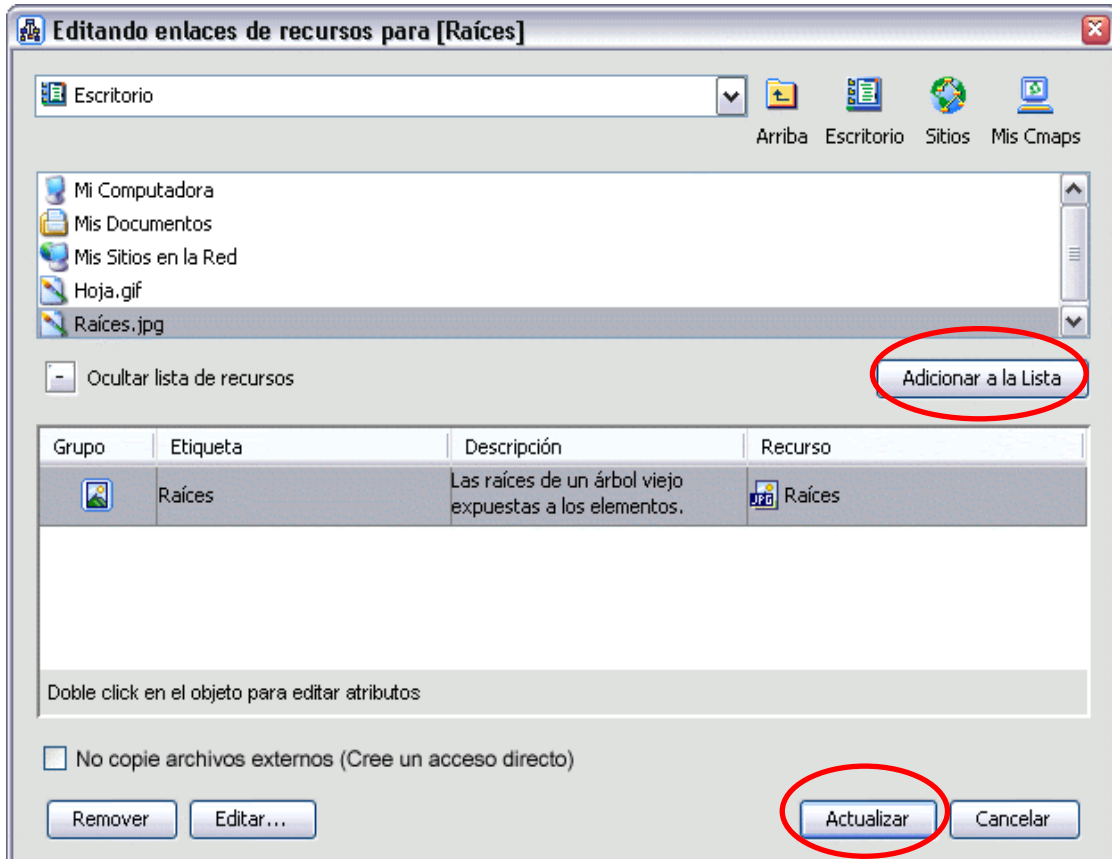 Editando enlaces de recursos para [Raíces]
Escritorio
Arriba Escritorio Sitios Mis Cmaps
Mi Computadora
Mis Documentos
Mis Sitios en la Red
Hoja.gif
Raíces.jpg
- Ocultar lista de recursos
Adicionar a la Lista
Grupo Etiqueta Descripción Recurso
Raíces
Las raíces de un árbol viejo
expuestas a los elementos.
JPG Raíces
Doble click en el objeto para editar atributos
No copie archivos externos (Cree un acceso directo)
Remover Editar... Actualizar Cancelar